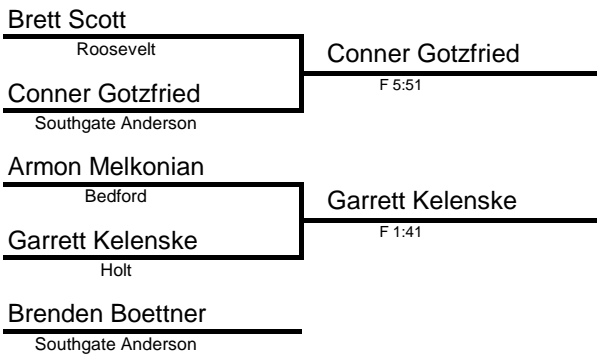 Brett Scott
Roosevelt
Conner Gotzfried
F 5:51
Conner Gotzfried
Southgate Anderson
Armon Melkonian
Bedford
Garrett Kelenske
F 1:41
Garrett Kelenske
Holt
Brenden Boettner
Southgate Anderson